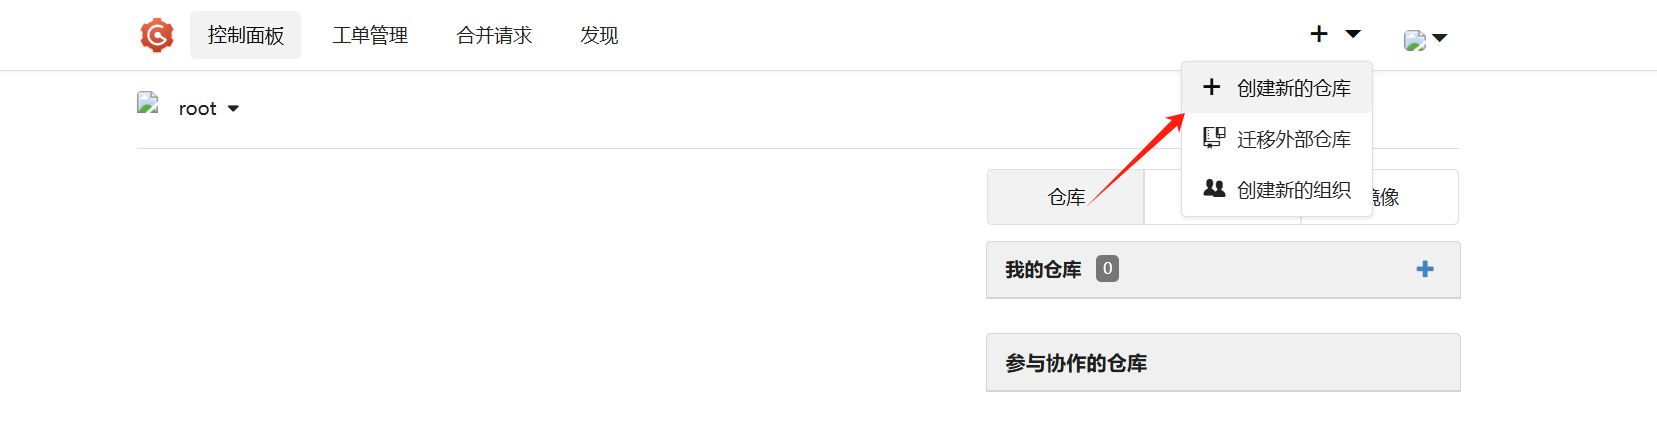 控制面板 工单管理 合并请求 发现
创建新的仓库
root
迁移外部仓库
创建新的组织
仓库 镜像
我的仓库 0
参与协作的仓库